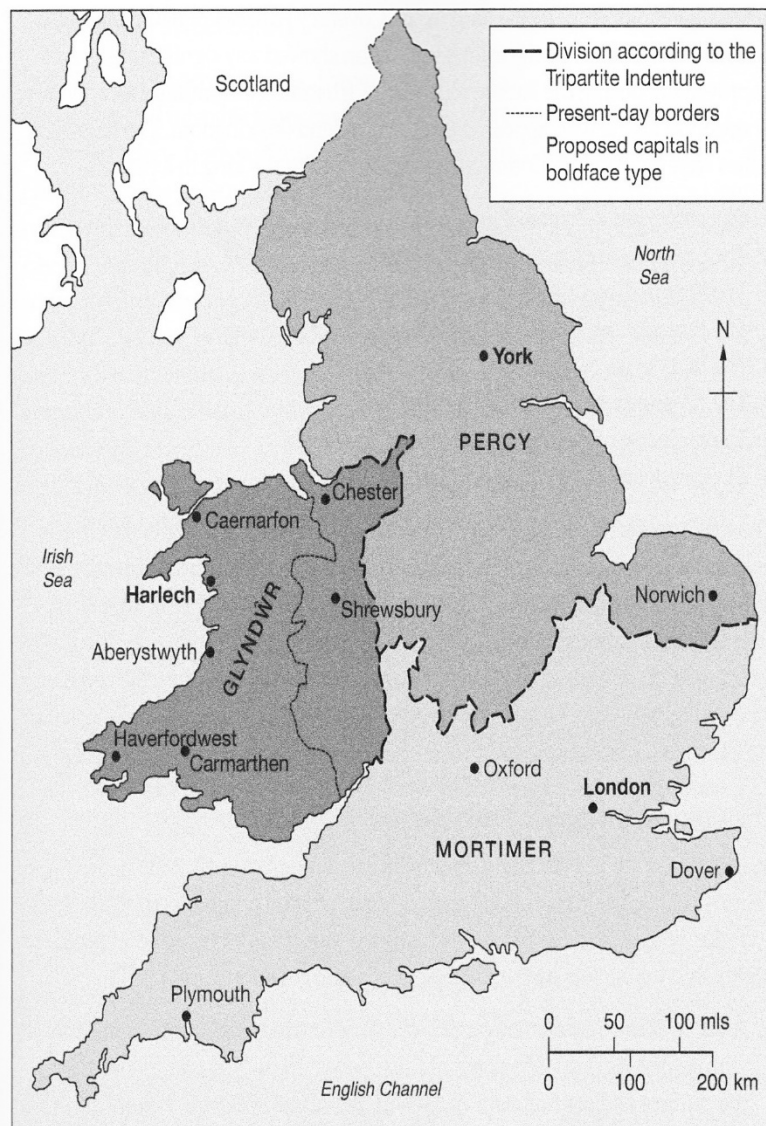 Division according to the
Tripartite Indenture
Present-day borders
Proposed capitals in
boldface type
Scotland
North
Sea
N
York
PERCY
Chester
Caernarfon
Irish
Sea
Harlech
Norwich
Shrewsbury
GLYNDWR
Aberystwyth
Haverfordwest
Carmarthen
Oxford
London
MORTIMER
Dover
Plymouth
0 50 100 mls
0 100 200 km
English Channel